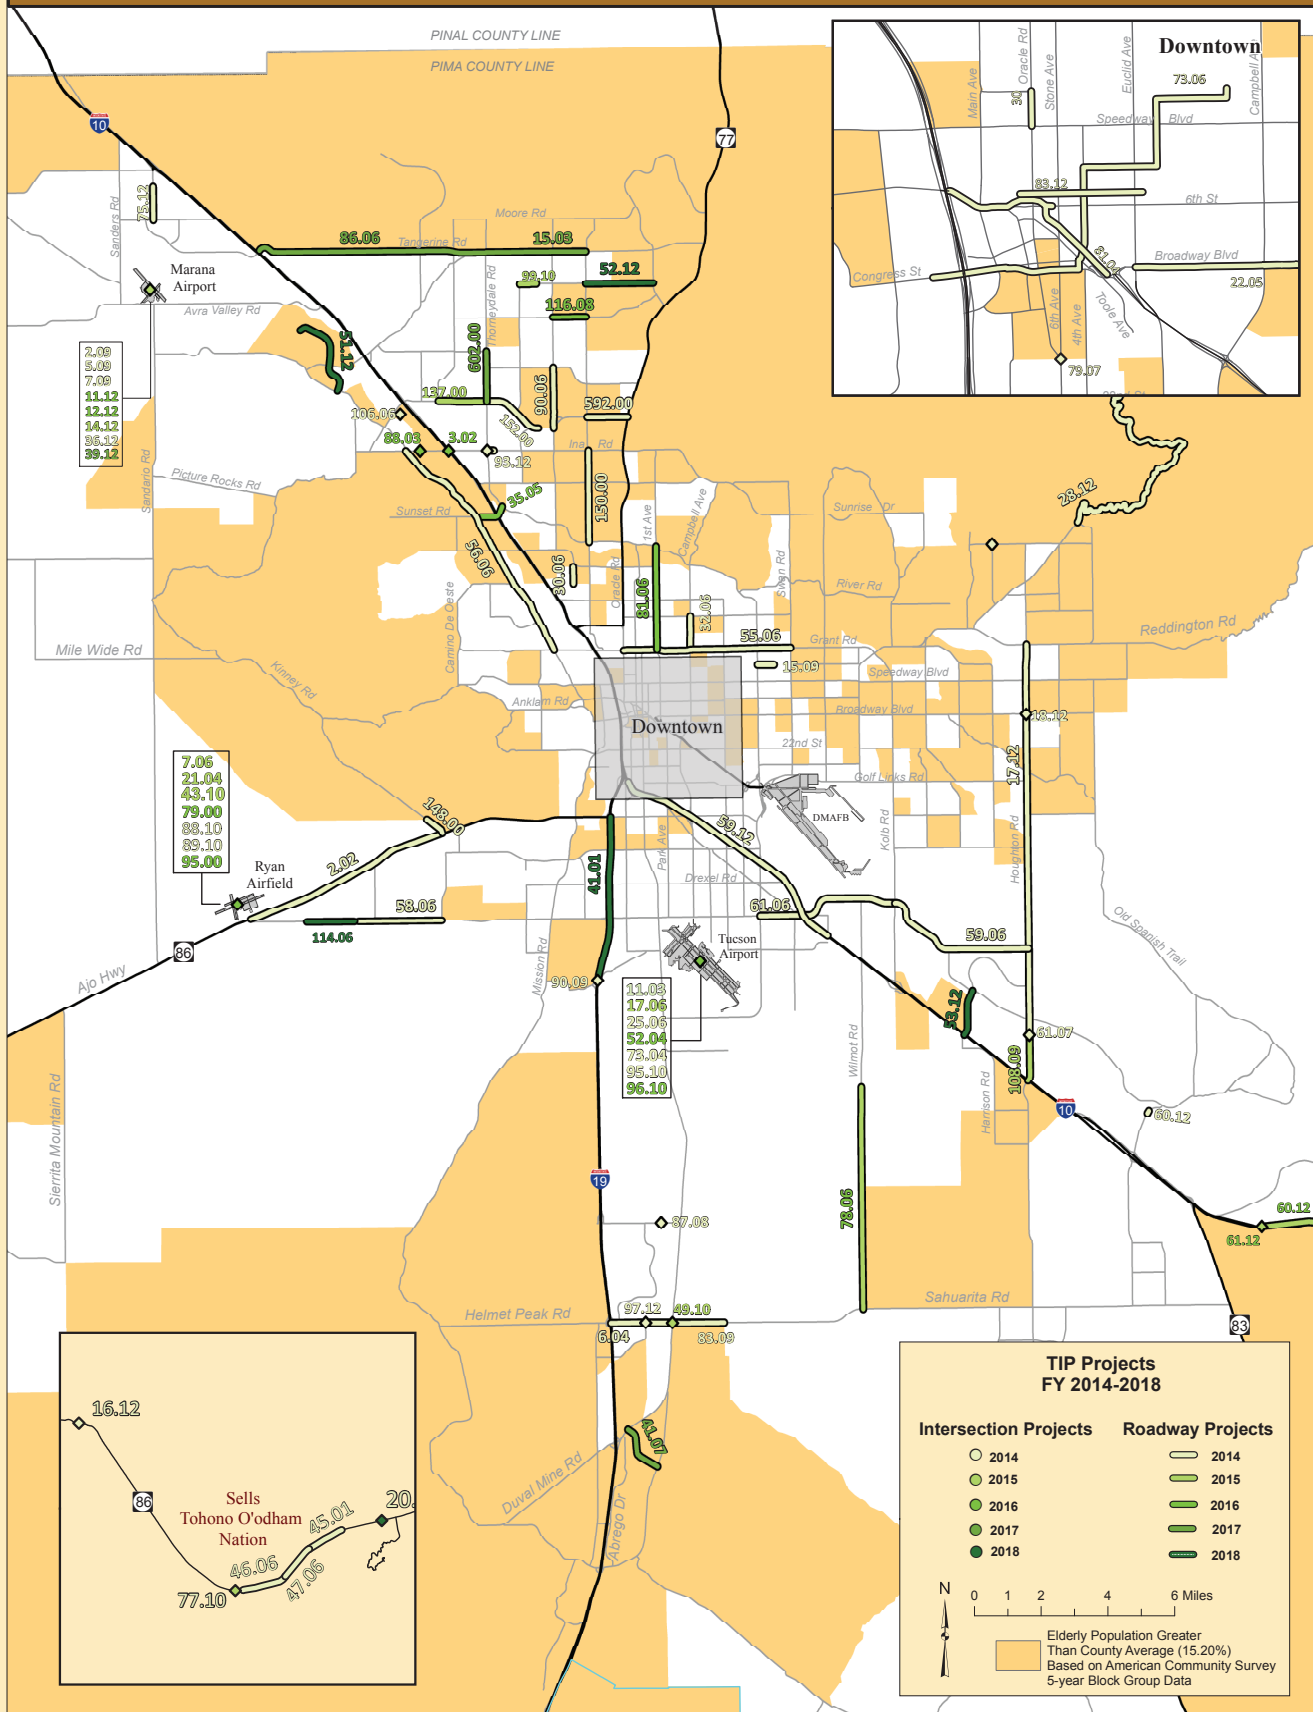 PINAL COUNTY LINE
PIMA COUNTY LINE
10
77
Downtown
Main Ave
Oracle Rd
Stone Ave
Euclid Ave
73.06
Speedway Blvd
83.12
6th St
81.04
Broadway Blvd
Congress St
22.05
6th Ave
4th Ave
Toole Ave
79.07
75.12
Sanders Rd
Moore Rd
86.06
Tangerine Rd
15.03
Marana
Airport
99.10
52.12
Thorneydale Rd
116.08
Avra Valley Rd
51.12
602.00
2.09
5.09
7.09
11.12
12.12
14.12
36.12
39.12
137.00
90.06
592.00
106.06
152.00
88.03
3.02
93.12
Ina Rd
Sandario Rd
Picture Rocks Rd
Sunset Rd
35.05
150.00
1st Ave
Campbell Ave
Sunrise Dr
28.12
56.06
30.06
Oracle Rd
81.06
32.06
Swan Rd
River Rd
Camino De Oeste
55.06
Grant Rd
Reddington Rd
Mile Wide Rd
Kinney Rd
15.09
Speedway Blvd
Anklam Rd
Broadway Blvd
18.12
Downtown
22nd St
17.12
Golf Links Rd
7.06
21.04
43.10
79.00
88.10
89.10
95.00
148.00
59.12
DMAFB
Kolb Rd
Houghton Rd
Park Ave
2.02
Ryan
Airfield
41.01
Drexel Rd
58.06
61.06
114.06
59.06
Old Spanish Trail
86
Ajo Hwy
Mission Rd
Tucson
Airport
90.09
11.03
17.06
25.06
52.04
73.04
95.10
96.10
53.12
61.07
Wilmot Rd
108.09
Harrison Rd
10
60.12
Sierrita Mountain Rd
19
78.06
87.08
60.12
61.12
Helmet Peak Rd
97.12
49.10
Sahuarita Rd
6.04
83.09
83
16.12
86
Sells
Tohono O'odham
Nation
45.01
20.
46.06
47.06
77.10
41.07
Duval Mine Rd
Abrego Dr
TIP Projects
FY 2014-2018
Intersection Projects
Roadway Projects
2014
2014
2015
2015
2016
2016
2017
2017
2018
2018
N
0 1 2 4 6 Miles
Elderly Population Greater
Than County Average (15.20%)
Based on American Community Survey
5-year Block Group Data